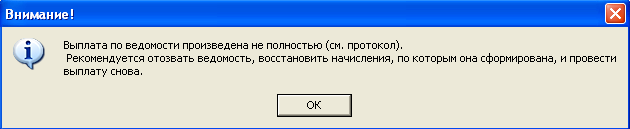 Внимание!
Выплата по ведомости произведена не полностью (см. протокол).
Рекомендуется отозвать ведомость, восстановить начисления, по которым она сформирована, и провести
выплату снова.
OK